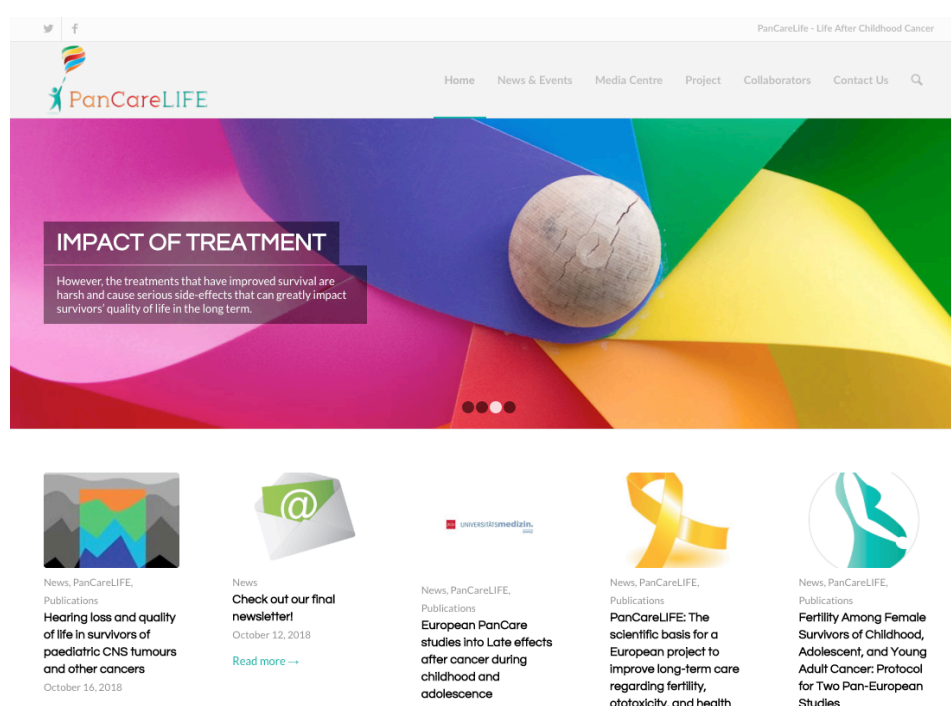 PanCareLife - Life After Childhood Cancer
PanCareLIFE
Home
News & Events
Media Centre
Project
Collaborators
Contact Us
IMPACT OF TREATMENT
However, the treatments that have improved survival are
harsh and cause serious side-effects that can greatly impact
survivors' quality of life in the long term.
News, PanCareLIFE,
Publications
Hearing loss and quality
of life in survivors of
paediatric CNS tumours
and other cancers
October 16, 2018
News
Check out our final
newsletter!
October 12, 2018
Read more →
UNIVERSITÄTSmedizin.
News, PanCareLIFE,
Publications
European PanCare
studies into Late effects
after cancer during
childhood and
adolescence
News, PanCareLIFE,
Publications
PanCareLIFE: The
scientific basis for a
European project to
improve long-term care
regarding fertility,
ototoxicity, and health
News, PanCareLIFE,
Publications
Fertility Among Female
Survivors of Childhood,
Adolescent, and Young
Adult Cancer: Protocol
for Two Pan-European
Studies